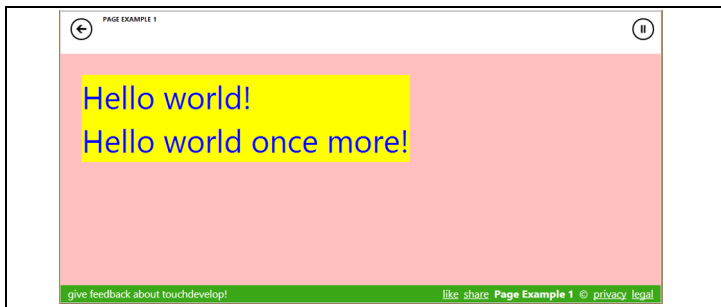 PAGE EXAMPLE 1
Hello world!
Hello world once more!
give feedback about touchdevelop! like share Page Example 1 © privacy legal